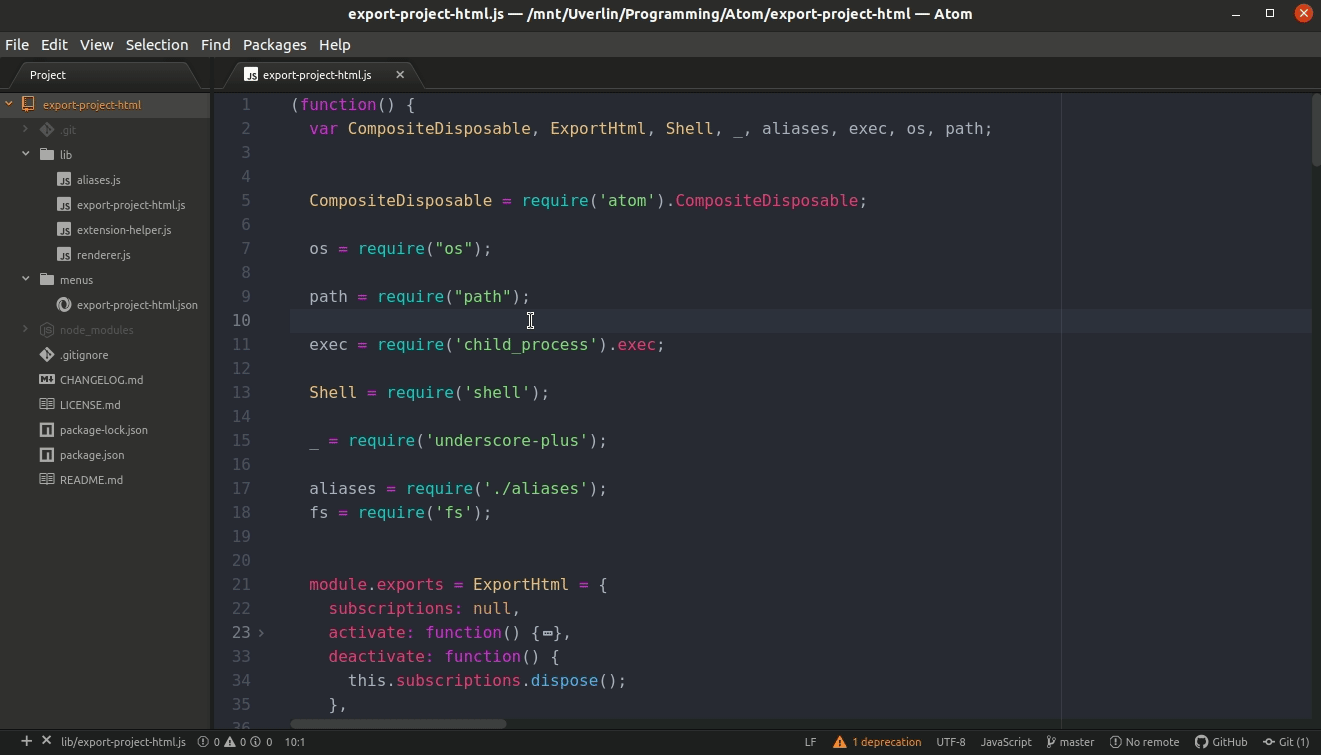 export-project-html.js — /mnt/Uverlin/Programming/Atom/export-project-html — Atom
File Edit View Selection Find Packages Help
Project
export-project-html
.git
lib
aliases.js
export-project-html.js
extension-helper.js
renderer.js
menus
export-project-html.json
node_modules
.gitignore
CHANGELOG.md
LICENSE.md
package-lock.json
package.json
README.md
export-project-html.js
1 (function() {
2 var CompositeDisposable, ExportHtml, Shell, _, aliases, exec, os, path;
3
4
5 CompositeDisposable = require('atom').CompositeDisposable;
6
7 os = require("os");
8
9 path = require("path");
10
11 exec = require('child_process').exec;
12
13 Shell = require('shell');
14
15 _ = require('underscore-plus');
16
17 aliases = require('./aliases');
18 fs = require('fs');
19
20
21 module.exports = ExportHtml = {
22 subscriptions: null,
23 activate: function() {…},
33 deactivate: function() {
34 this.subscriptions.dispose();
35 },
36
lib/export-project-html.js 0 0 0 10:1 LF 1 deprecation UTF-8 JavaScript master No remote GitHub Git (1)